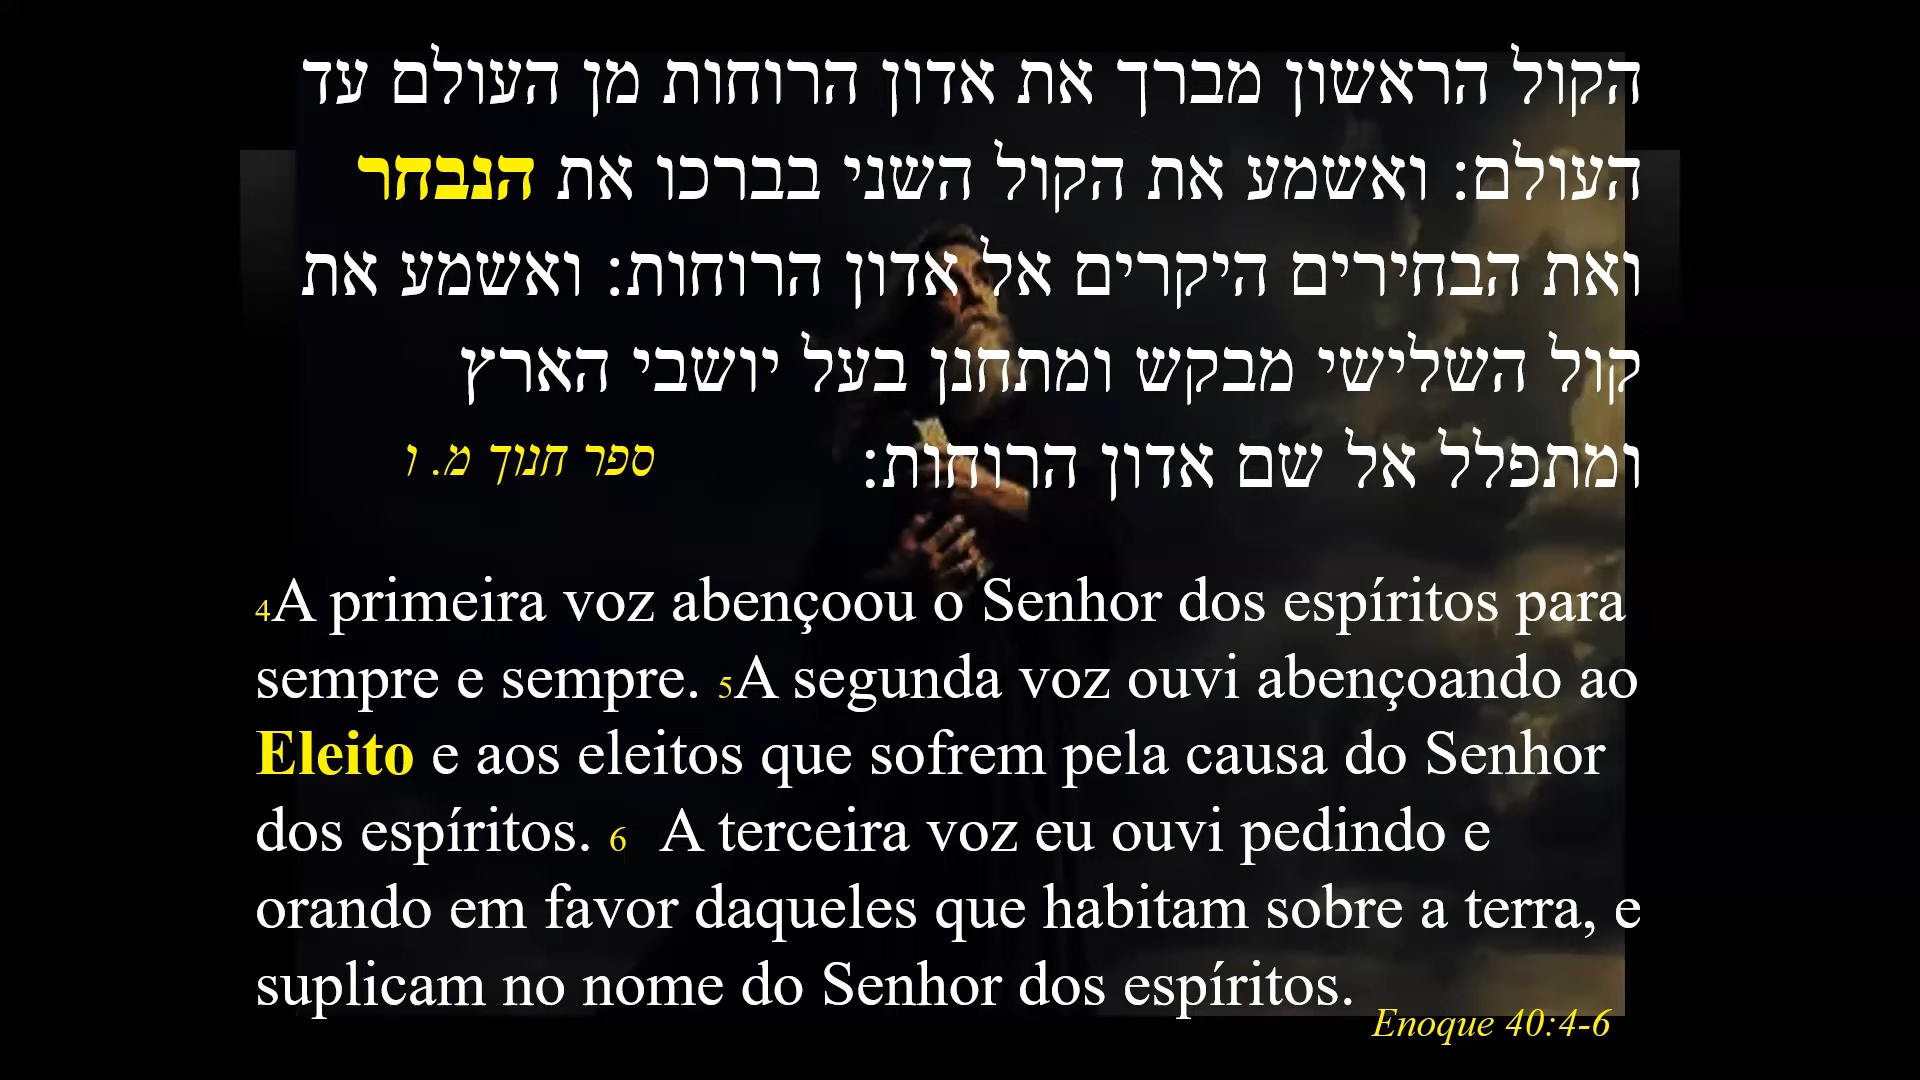 הקול הראשון מברך את אדון הרוחות מן העולם עד
העולם: ואשמע את הקול השני בברכו את הנבחר
ואת הבחירים היקרים אל אדון הרוחות: ואשמע את
קול השלישי מבקש ומתחנן בעל יושבי הארץ
ומתפלל אל שם אדון הרוחות:
ספר חנוך מ. ו
4A primeira voz abençoou o Senhor dos espíritos para
sempre e sempre. 5A segunda voz ouvi abençoando ao
Eleito e aos eleitos que sofrem pela causa do Senhor
dos espíritos. 6 A terceira voz eu ouvi pedindo e
orando em favor daqueles que habitam sobre a terra, e
suplicam no nome do Senhor dos espíritos.
Enoque 40:4-6